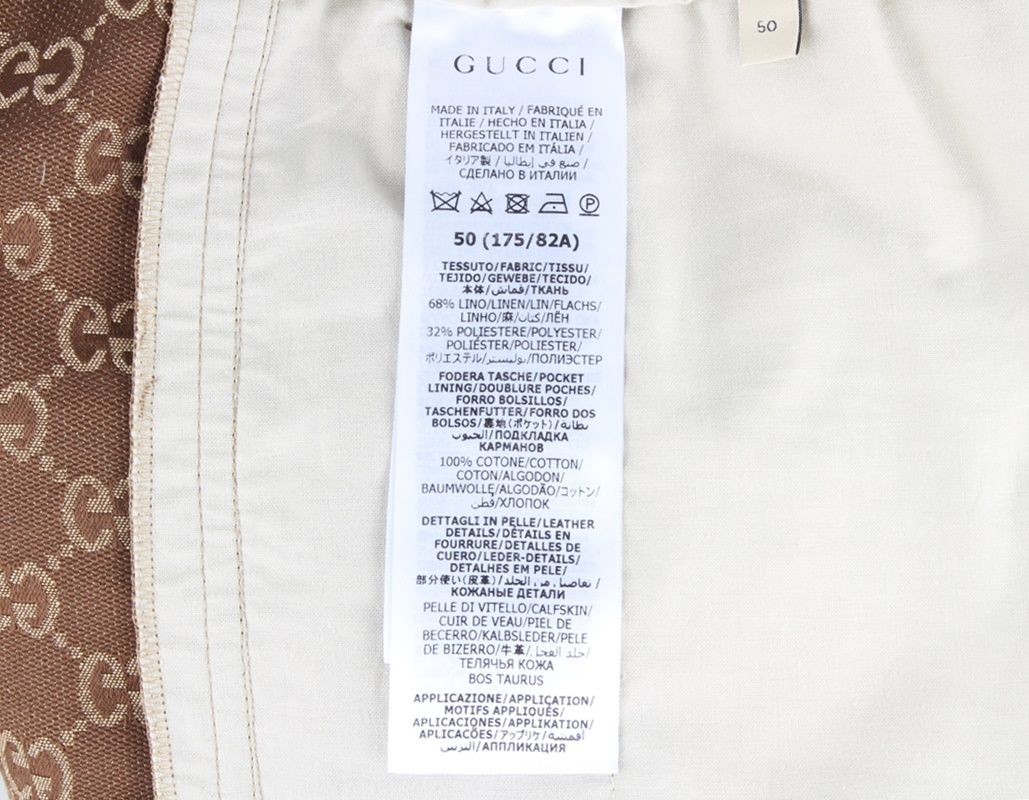 50
GUCCI
MADE IN ITALY / FABRIQUÉ EN
ITALIE / HECHO EN ITALIA /
HERGESTELLT IN ITALIEN /
FABRICADO EM ITÁLIA /
イタリア製 / صنع في إيطاليا /
СДЕЛАНО В ИТАЛИИ
P
50 (175/82A)
TESSUTO/FABRIC/TISSU/
TEJIDO/GEWEBE/TECIDO/
本体/قماش/ТКАНЬ
68% LINO/LINEN/LIN/FLACHS/
LINHO/麻/كتان/ЛЁН
32% POLIESTERE/POLYESTER/
POLIÉSTER/POLIESTER/
ポリエステル/بوليستر/ПОЛИЭСТЕР
FODERA TASCHE/POCKET
LINING/DOUBLURE POCHES/
FORRO BOLSILLOS/
TASCHENFUTTER/FORRO DOS
BOLSOS/裏地(ポケット)/بطانة
الجيوب/ПОДКЛАДКА
КАРМАНОВ
100% COTONE/COTTON/
COTON/ALGODON/
BAUMWOLLE/ALGODÃO/コットン/
قطن/ХЛОПОК
DETTAGLI IN PELLE/LEATHER
DETAILS/DÉTAILS EN
FOURRURE/DETALLES DE
CUERO/LEDER-DETAILS/
DETALHES EM PELE/
部分使い(皮革)/تفاصيل من الجلد/
КОЖАНЫЕ ДЕТАЛИ
PELLE DI VITELLO/CALFSKIN/
CUIR DE VEAU/PIEL DE
BECERRO/KALBSLEDER/PELE
DE BIZERRO/牛革/جلد العجل/
ТЕЛЯЧЬЯ КОЖА
BOS TAURUS
APPLICAZIONE/APPLICATION/
MOTIFS APPLIQUÉS/
APLICACIONES/APPLIKATION/
APLICACÕES/アップリケ/أقمشة
التزيين/АППЛИКАЦИЯ